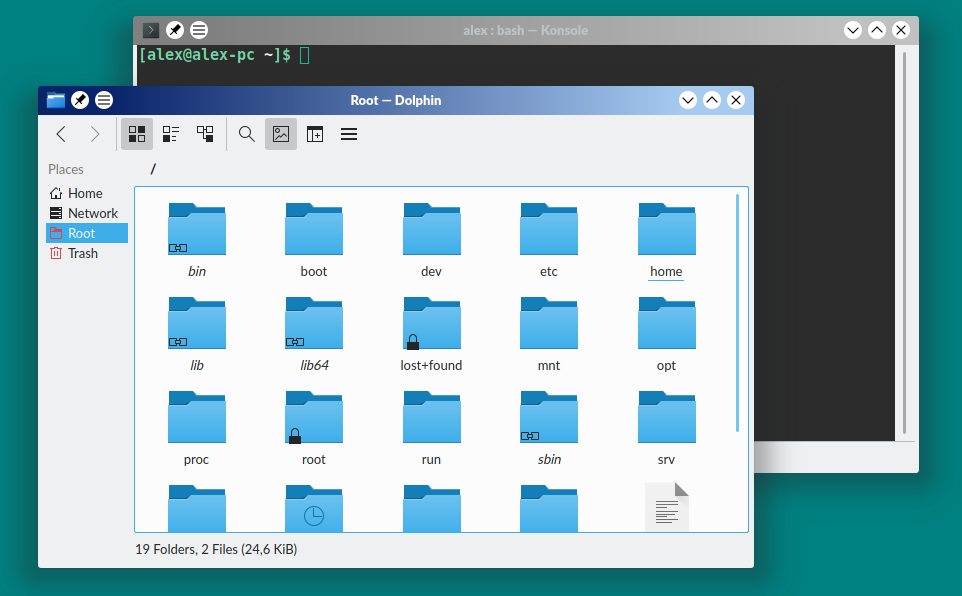 alex : bash — Konsole
[alex@alex-pc ~]$
Root — Dolphin
Places
/
Home
Network
Root
Trash
bin boot dev etc home
lib lib64 lost+found mnt opt
proc root run sbin srv
19 Folders, 2 Files (24,6 KiB)